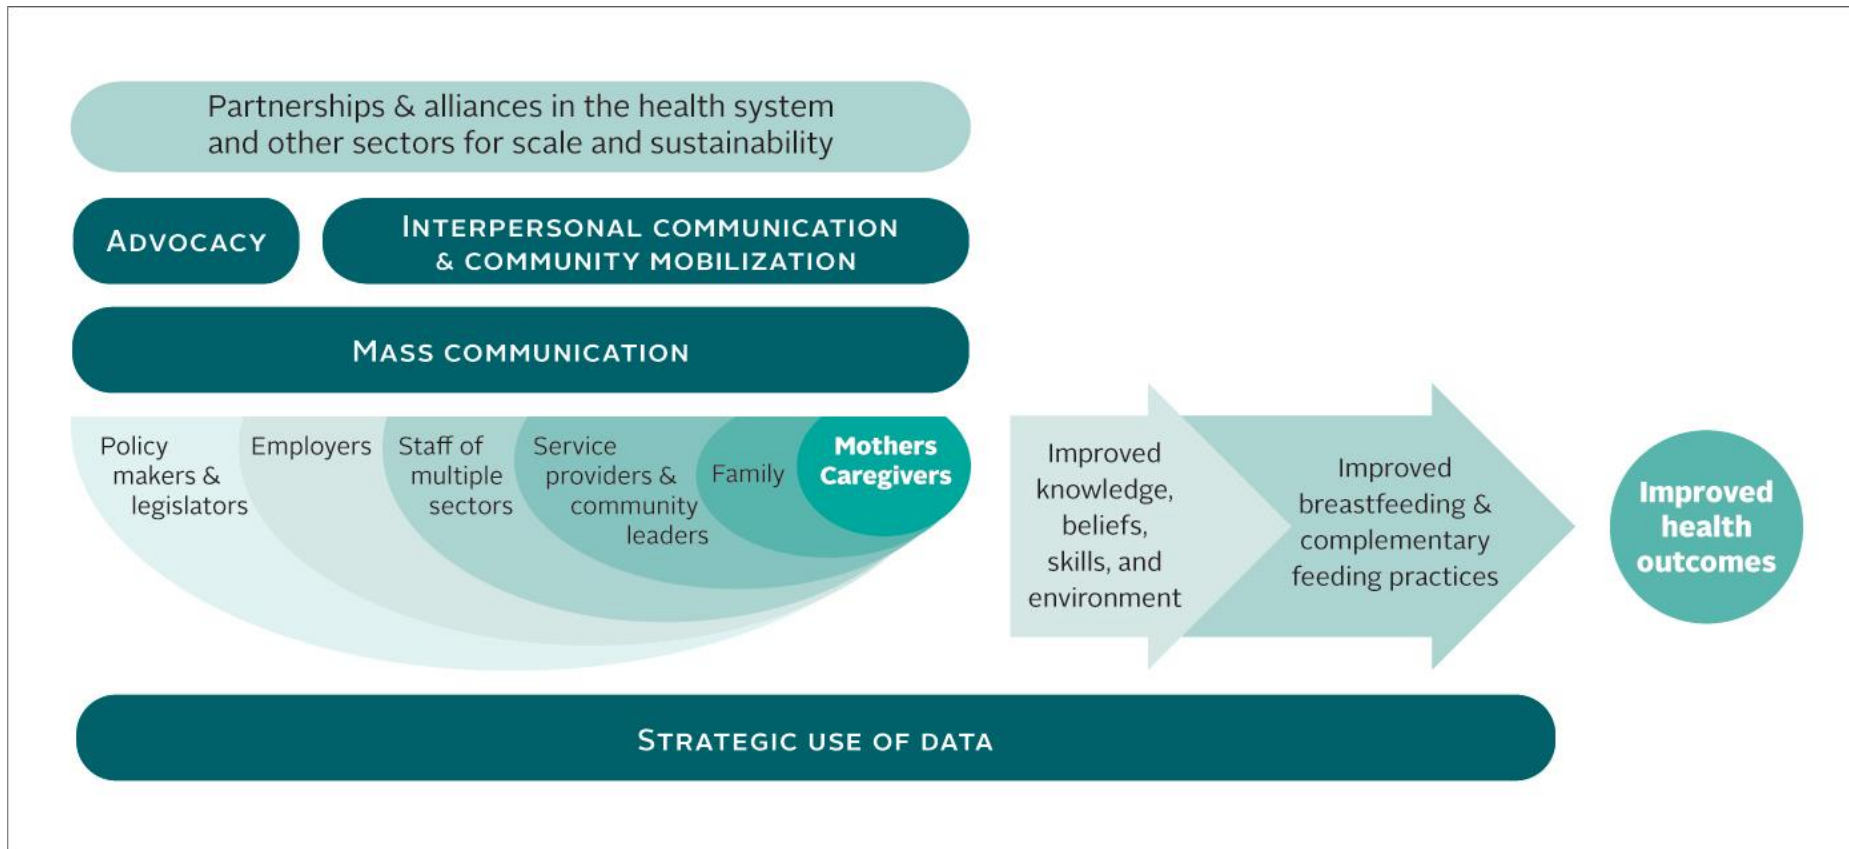 Partnerships & alliances in the health system
and other sectors for scale and sustainability
ADVOCACY
INTERPERSONAL COMMUNICATION
& COMMUNITY MOBILIZATION
MASS COMMUNICATION
Policy
makers &
legislators
Employers
Staff of
multiple
sectors
Service
providers &
community
leaders
Family
Mothers
Caregivers
Improved
knowledge,
beliefs,
skills, and
environment
Improved
breastfeeding &
complementary
feeding practices
Improved
health
outcomes
STRATEGIC USE OF DATA